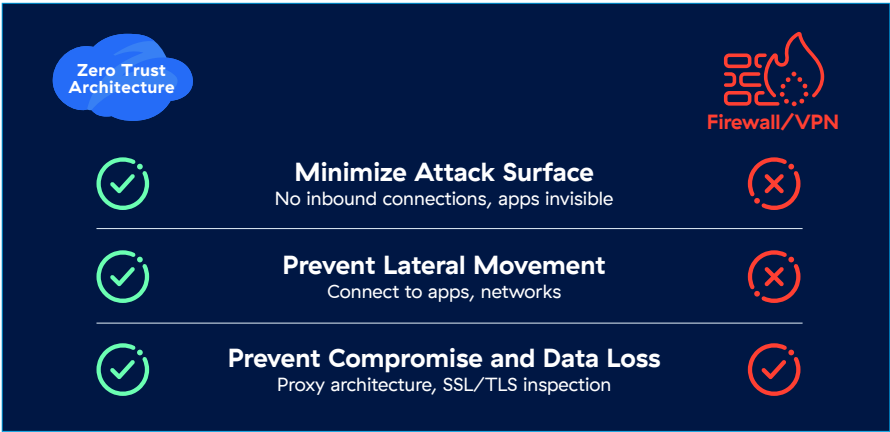 Zero Trust
Architecture
Firewall/VPN
Minimize Attack Surface
No inbound connections, apps invisible
Prevent Lateral Movement
Connect to apps, networks
Prevent Compromise and Data Loss
Proxy architecture, SSL/TLS inspection